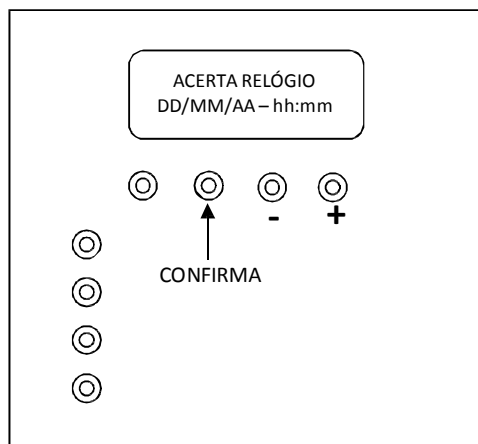 ACERTA RELÓGIO
DD/MM/AA – hh:mm
- +
CONFIRMA